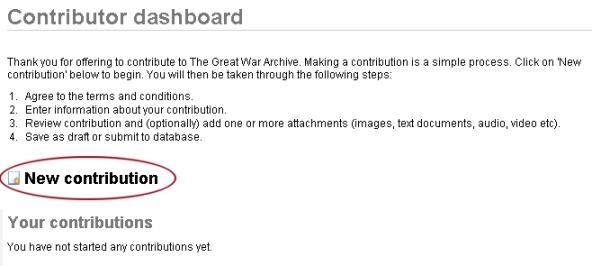 Contributor dashboard
Thank you for offering to contribute to The Great War Archive. Making a contribution is a simple process. Click on 'New
contribution' below to begin. You will then be taken through the following steps:
1. Agree to the terms and conditions.
2. Enter information about your contribution.
3. Review contribution and (optionally) add one or more attachments (images, text documents, audio, video etc).
4. Save as draft or submit to database.
New contribution
Your contributions
You have not started any contributions yet.